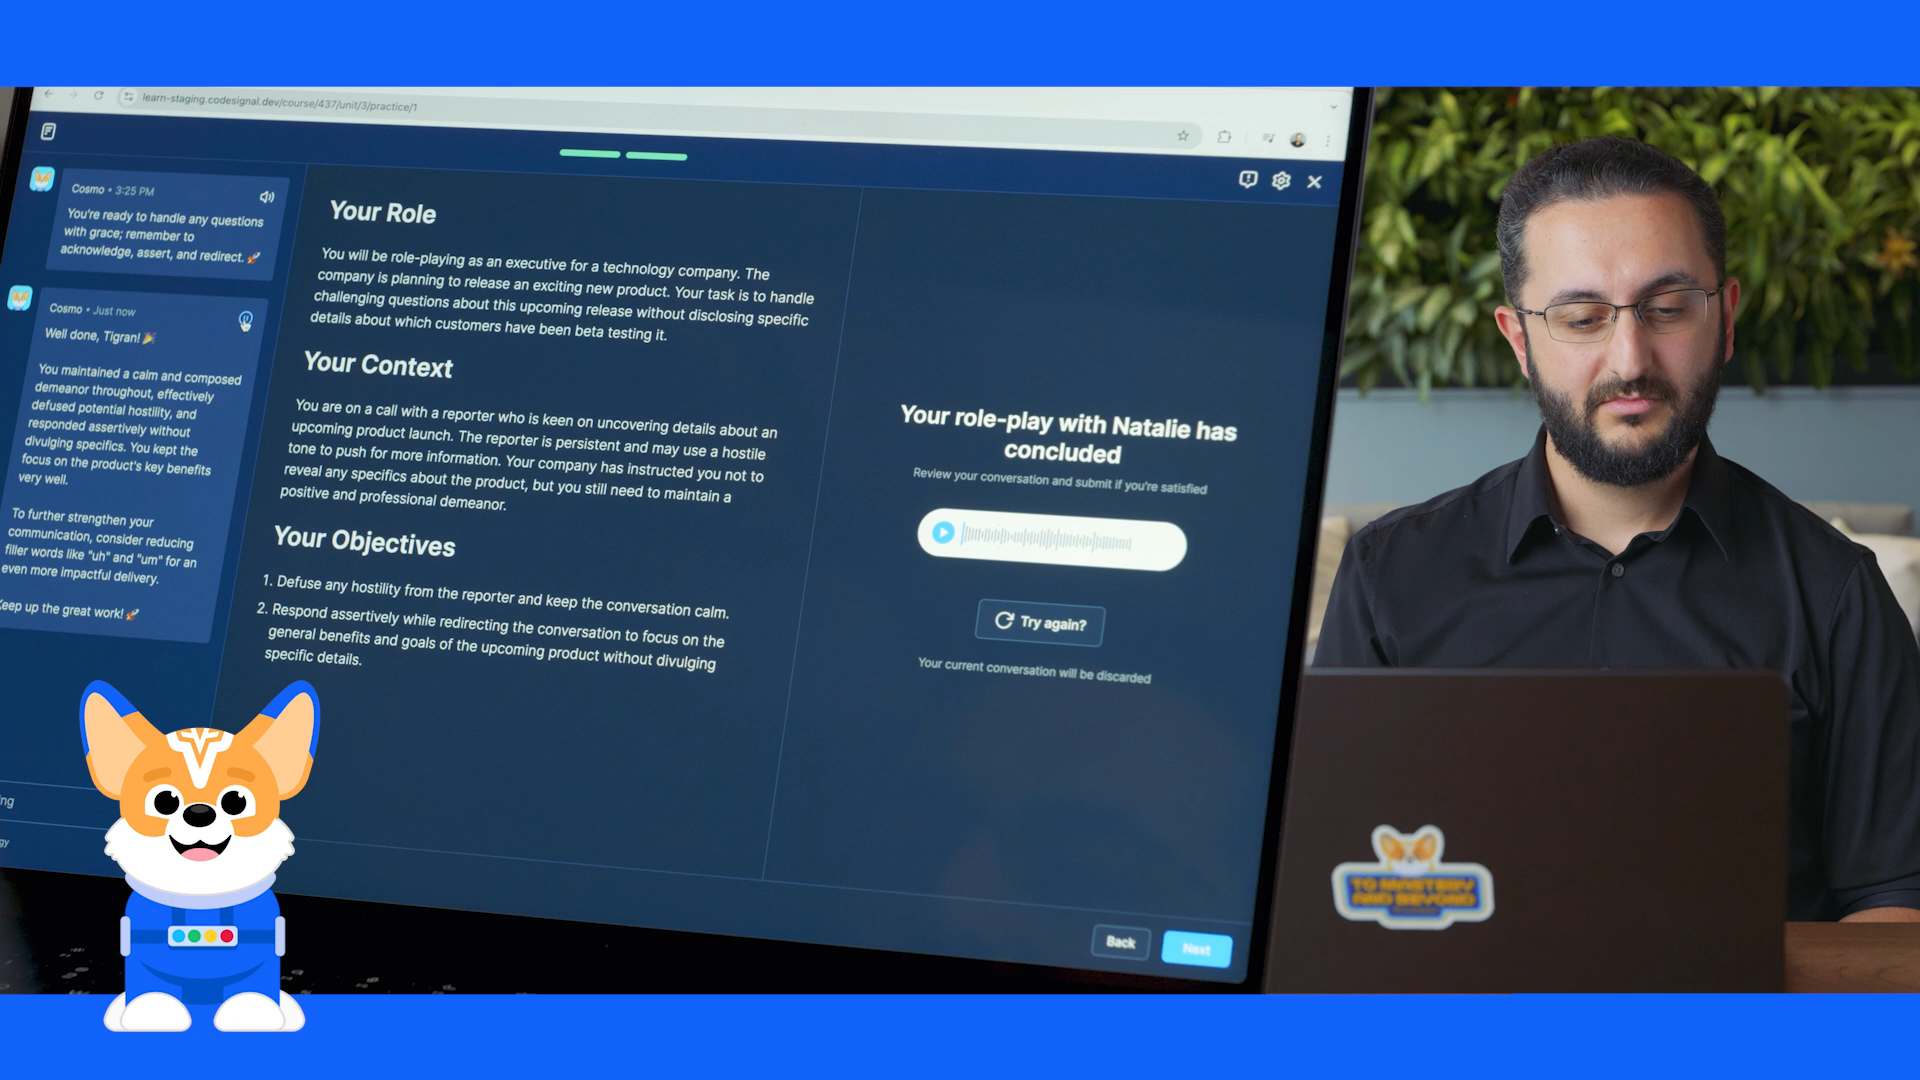 learn-staging.codesignal.dev/course/437/unit/3/practice/1
Cosmo • 3:25 PM
You're ready to handle any questions
with grace; remember to
acknowledge, assert, and redirect. 🚀
Cosmo • Just now
Well done, Tigran! 🎉
You maintained a calm and composed
demeanor throughout, effectively
defused potential hostility, and
responded assertively without
divulging specifics. You kept the
focus on the product's key benefits
very well.
To further strengthen your
communication, consider reducing
filler words like "uh" and "um" for an
even more impactful delivery.
Keep up the great work! 🚀
Your Role
You will be role-playing as an executive for a technology company. The
company is planning to release an exciting new product. Your task is to handle
challenging questions about this upcoming release without disclosing specific
details about which customers have been beta testing it.
Your Context
You are on a call with a reporter who is keen on uncovering details about an
upcoming product launch. The reporter is persistent and may use a hostile
tone to push for more information. Your company has instructed you not to
reveal any specifics about the product, but you still need to maintain a
positive and professional demeanor.
Your Objectives
1. Defuse any hostility from the reporter and keep the conversation calm.
2. Respond assertively while redirecting the conversation to focus on the
general benefits and goals of the upcoming product without divulging
specific details.
Your role-play with Natalie has
concluded
Review your conversation and submit if you're satisfied
Try again?
Your current conversation will be discarded
Back
Next
TO MASTERY
AND BEYOND